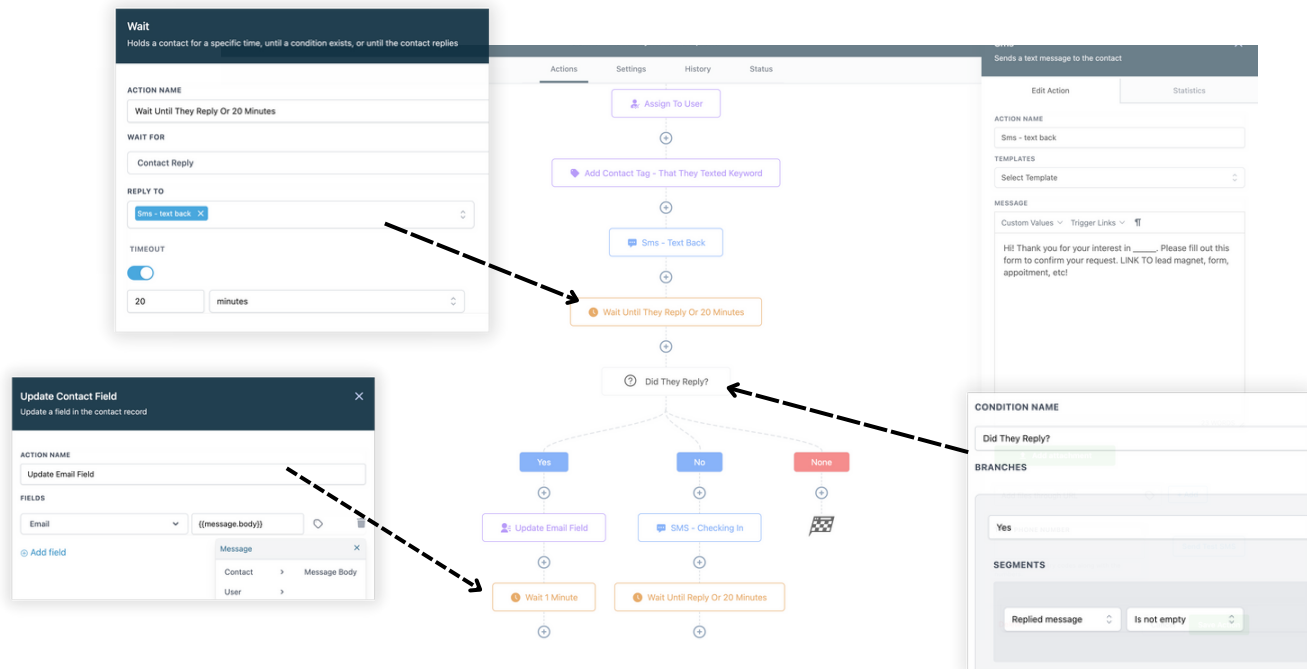 Wait
Holds a contact for a specific time, until a condition exists, or until the contact replies
ACTION NAME
Wait Until They Reply Or 20 Minutes
WAIT FOR
Contact Reply
REPLY TO
Sms - text back ×
TIMEOUT
20 minutes
Actions Settings History Status
Assign To User
Add Contact Tag - That They Texted Keyword
Sms - Text Back
Wait Until They Reply Or 20 Minutes
Did They Reply?
Yes No None
Update Email Field SMS - Checking In
Wait 1 Minute Wait Until Reply Or 20 Minutes
Sends a text message to the contact
Edit Action Statistics
ACTION NAME
Sms - text back
TEMPLATES
Select Template
MESSAGE
Custom Values Trigger Links ¶
Hi! Thank you for your interest in _____. Please fill out this
form to confirm your request. LINK TO lead magnet, form,
appoitment, etc!
Update Contact Field ×
Update a field in the contact record
ACTION NAME
Update Email Field
FIELDS
Email {{message.body}}
Add field
Message ×
Contact > Message Body
User >
CONDITION NAME
Did They Reply?
BRANCHES
Yes
SEGMENTS
Replied message Is not empty